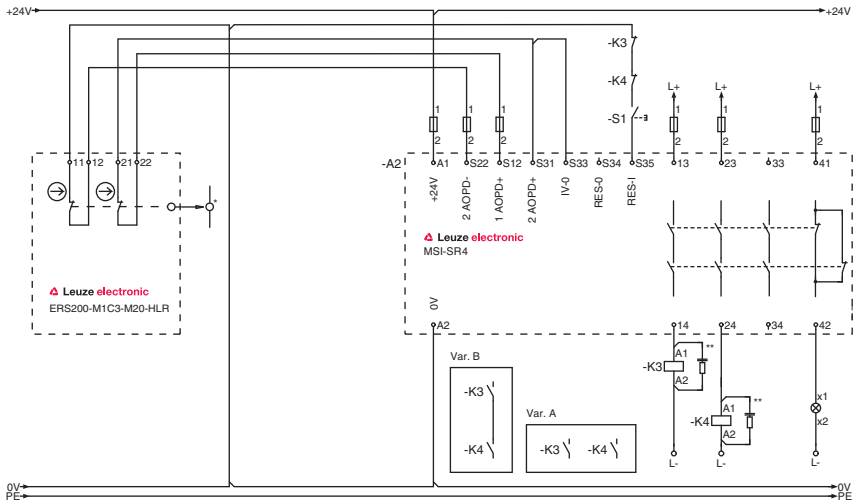 +24V +24V
-K3
-K4
L+ L+ L+
1 1 1 1 1 1
-S1
2 2 2 2 2 2
11 12 21 22
-A2 A1 S22 S12 S31 S33 S34 S35 13 23 33 41
+24V
2 AOPD-
1 AOPD+
2 AOPD+
IV-0
RES-0
RES-I
*
Leuze electronic
MSI-SR4
Leuze electronic
ERS200-M1C3-M20-HLR
0V
A2 14 24 34 42
Var. B
-K3
-K4
Var. A
-K3 -K4
A1 **
-K3
A2
A1 **
-K4
A2
x1
x2
L- L- L-
0V 0V
PE PE